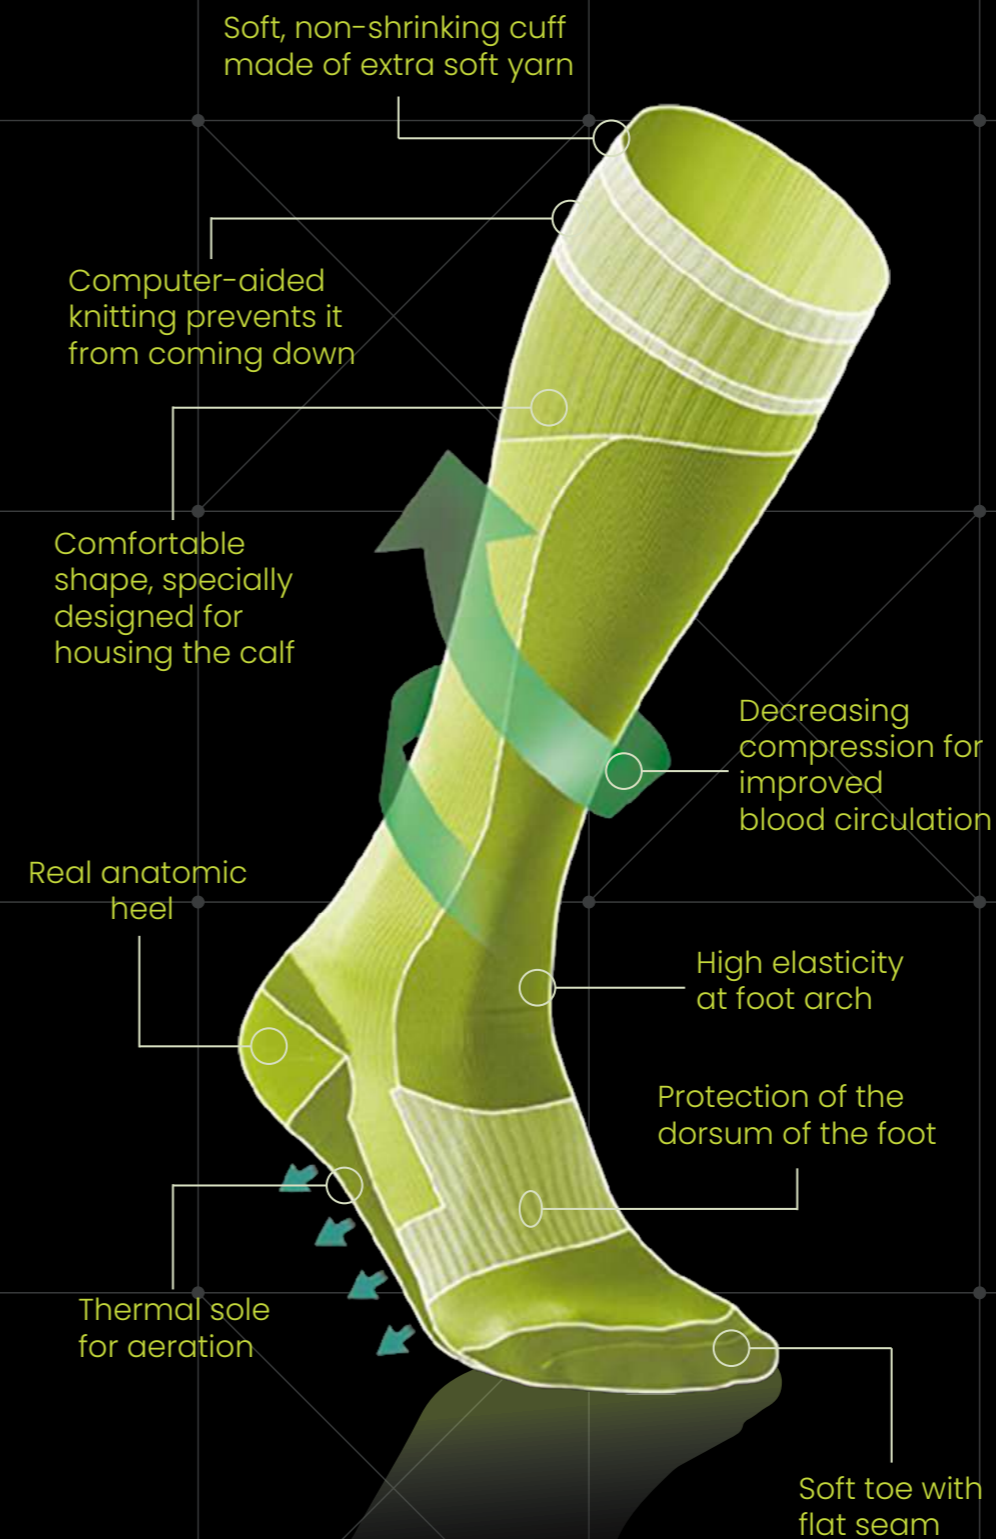 Soft, non-shrinking cuff
made of extra soft yarn
Computer-aided
knitting prevents it
from coming down
Comfortable
shape, specially
designed for
housing the calf
Decreasing
compression for
improved
blood circulation
Real anatomic
heel
High elasticity
at foot arch
Protection of the
dorsum of the foot
Thermal sole
for aeration
Soft toe with
flat seam